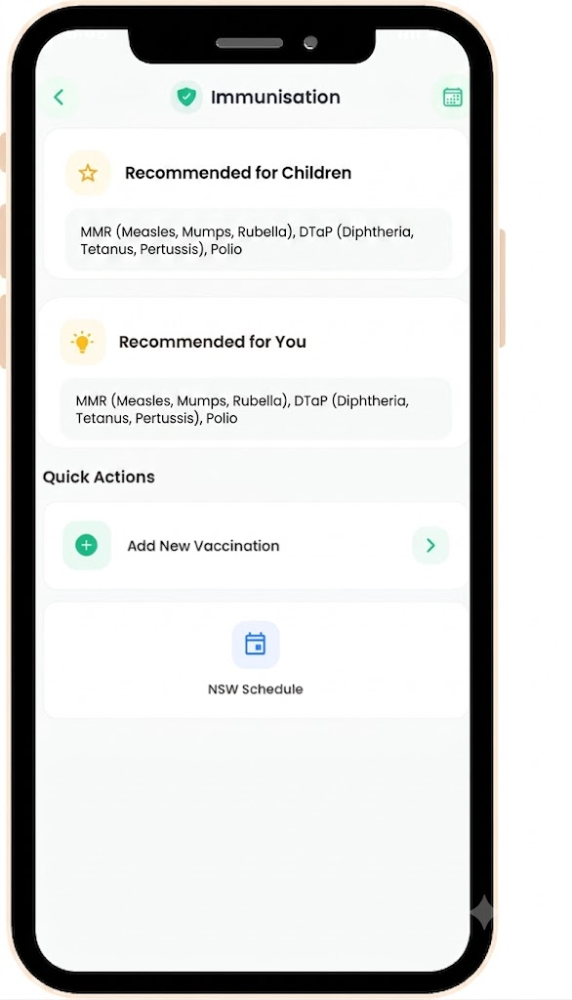 Immunisation
Recommended for Children
MMR (Measles, Mumps, Rubella), DTaP (Diphtheria,
Tetanus, Pertussis), Polio
Recommended for You
MMR (Measles, Mumps, Rubella), DTaP (Diphtheria,
Tetanus, Pertussis), Polio
Quick Actions
Add New Vaccination
NSW Schedule